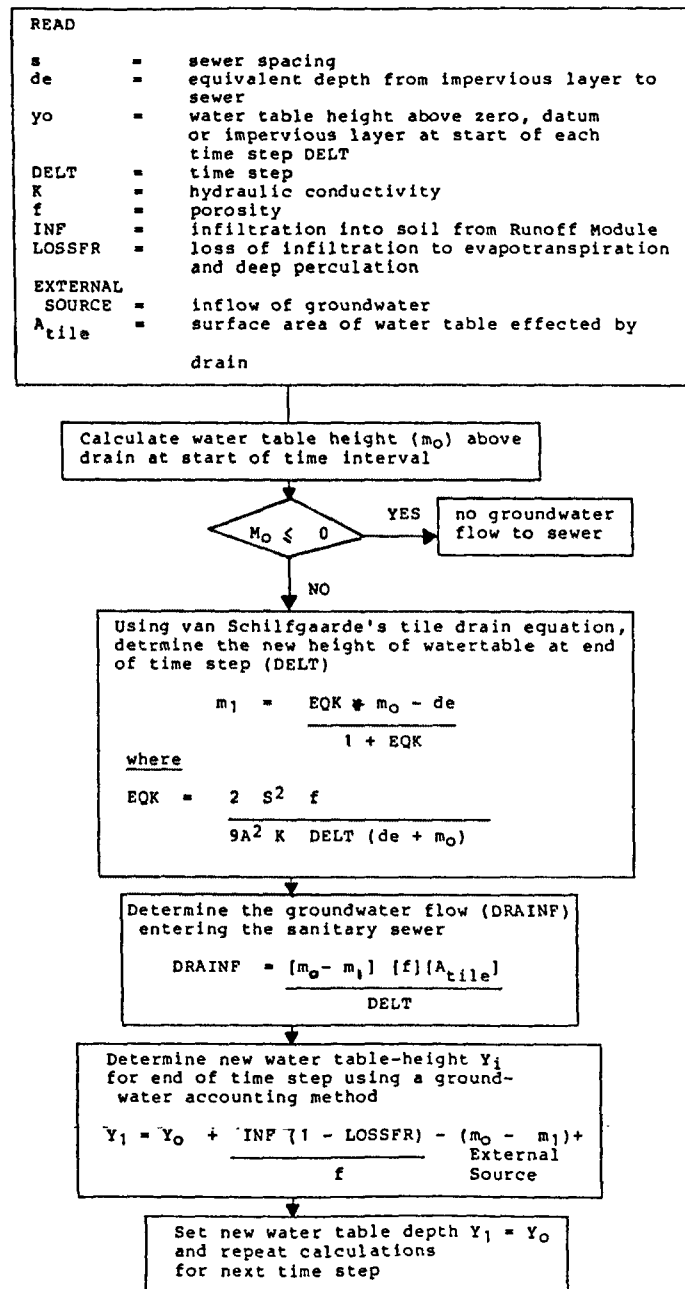 READ
s = sewer spacing
de = equivalent depth from impervious layer to
sewer
yo = water table height above zero, datum
or impervious layer at start of each
time step DELT
DELT = time step
K = hydraulic conductivity
f = porosity
INF = infiltration into soil from Runoff Module
LOSSFR = loss of infiltration to evapotranspiration
and deep perculation
EXTERNAL
SOURCE = inflow of groundwater
Atile = surface area of water table effected by
drain
Calculate water table height (mo) above
drain at start of time interval
Mo ≤ 0
YES
no groundwater
flow to sewer
NO
Using van Schilfgaarde's tile drain equation,
detrmine the new height of watertable at end
of time step (DELT)
m1 = EQK * mo - de
1 + EQK
where
EQK = 2 S² f
9A² K DELT (de + mo)
Determine the groundwater flow (DRAINF)
entering the sanitary sewer
DRAINF = [mo - m1] [f] [Atile]
DELT
Determine new water table-height Yi
for end of time step using a ground-
water accounting method
Y1 = Yo + INF (1 - LOSSFR) - (mo - m1)+
External
f Source
Set new water table depth Y1 = Yo
and repeat calculations
for next time step